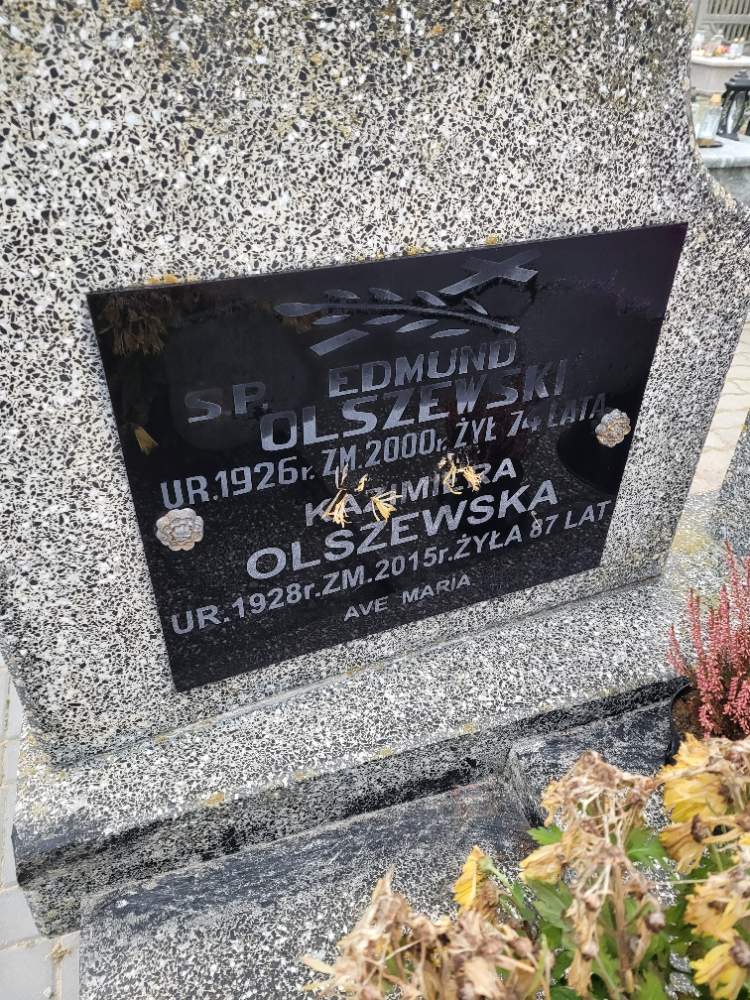 Ś.P. EDMUND
OLSZEWSKI
UR.1926r. ZM.2000r. ŻYŁ 74 LATA
KAZIMIERA
OLSZEWSKA
UR.1928r. ZM.2015r. ŻYŁA 87 LAT
AVE MARIA